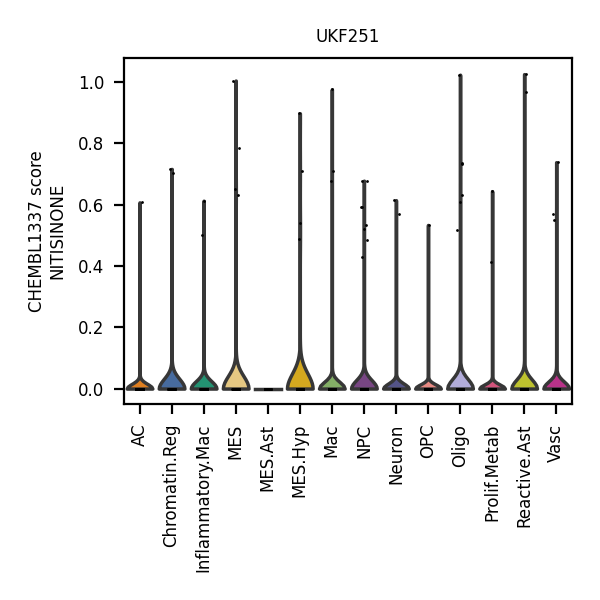 UKF251
CHEMBL1337 score
NITISINONE
1.0
0.8
0.6
0.4
0.2
0.0
AC
Chromatin.Reg
Inflammatory.Mac
MES
MES.Ast
MES.Hyp
Mac
NPC
Neuron
OPC
Oligo
Prolif.Metab
Reactive.Ast
Vasc